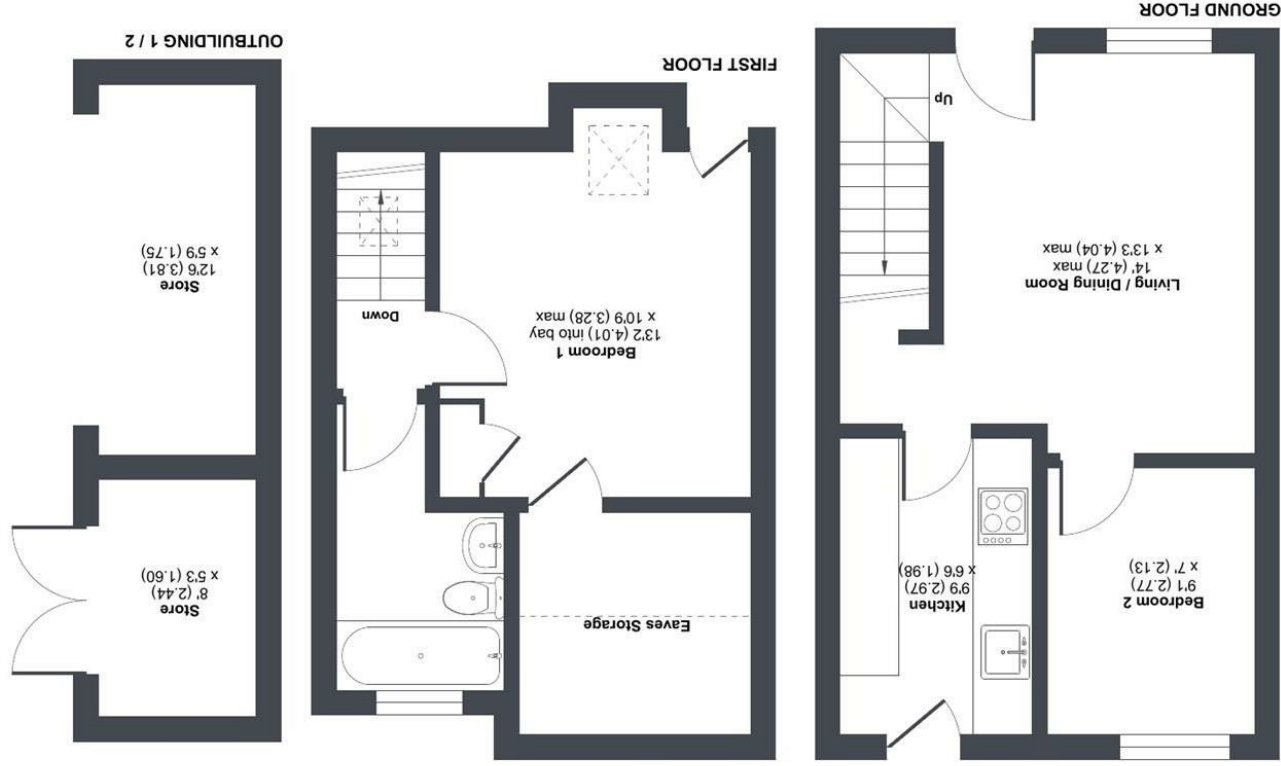 GROUND FLOOR
Up
Living / Dining Room
14' (4.27) max
x 13'3 (4.04) max
Kitchen
9'9 (2.97)
x 6'6 (1.98)
Bedroom 2
9'1 (2.77)
x 7' (2.13)
FIRST FLOOR
Down
Bedroom 1
13'2 (4.01) into bay
x 10'9 (3.28) max
Eaves Storage
OUTBUILDING 1 / 2
Store
12'6 (3.81)
x 5'9 (1.75)
Store
8' (2.44)
x 5'3 (1.60)